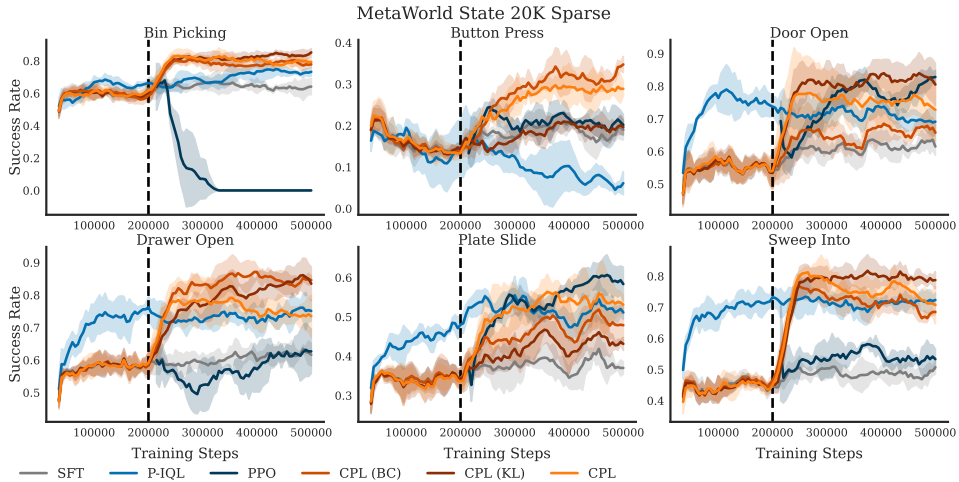 MetaWorld State 20K Sparse
Bin Picking Button Press Door Open
Success Rate
0.8
0.6
0.4
0.2
0.0
100000 200000 300000 400000 500000
0.4
0.3
0.2
0.1
0.0
100000 200000 300000 400000 500000
0.9
0.8
0.7
0.6
0.5
100000 200000 300000 400000 500000
Drawer Open Plate Slide Sweep Into
Success Rate
0.9
0.8
0.7
0.6
0.5
100000 200000 300000 400000 500000
0.6
0.5
0.4
0.3
100000 200000 300000 400000 500000
0.8
0.7
0.6
0.5
0.4
100000 200000 300000 400000 500000
Training Steps Training Steps Training Steps
SFT P-IQL PPO CPL (BC) CPL (KL) CPL